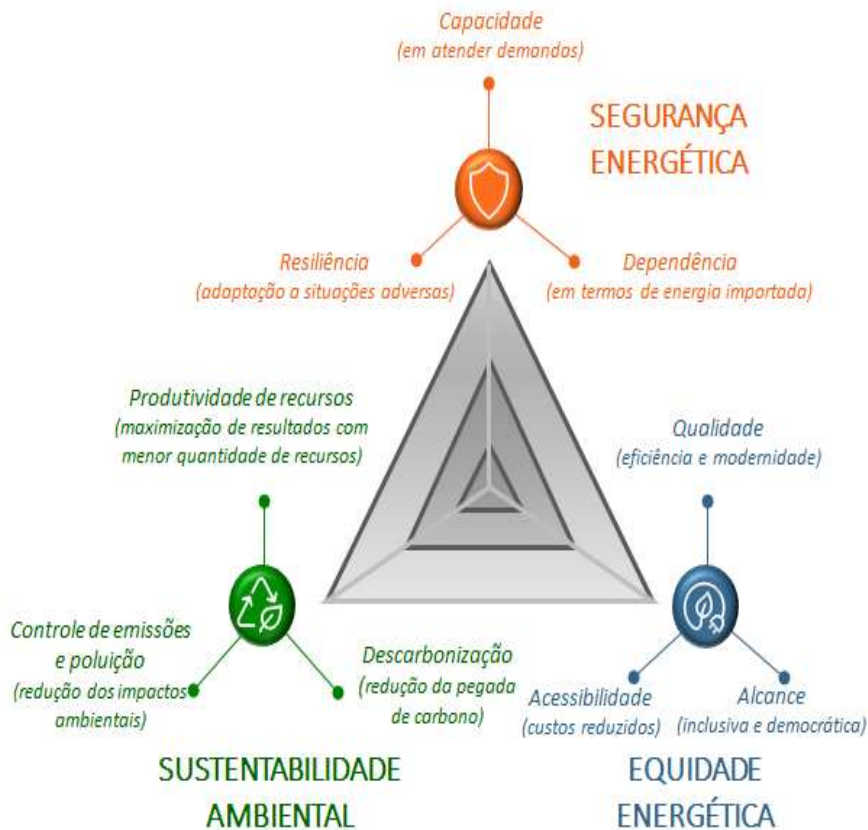 Capacidade
(em atender demandas)
SEGURANÇA
ENERGÉTICA
Resiliência
(adaptação a situações adversas)
Dependência
(em termos de energia importada)
Produtividade de recursos
(maximização de resultados com
menor quantidade de recursos)
Qualidade
(eficiência e modernidade)
Controle de emissões
e poluição
(redução dos impactos
ambientais)
Descarbonização
(redução da pegada
de carbono)
Acessibilidade
(custos reduzidos)
Alcance
(inclusiva e democrática)
SUSTENTABILIDADE
AMBIENTAL
EQUIDADE
ENERGÉTICA